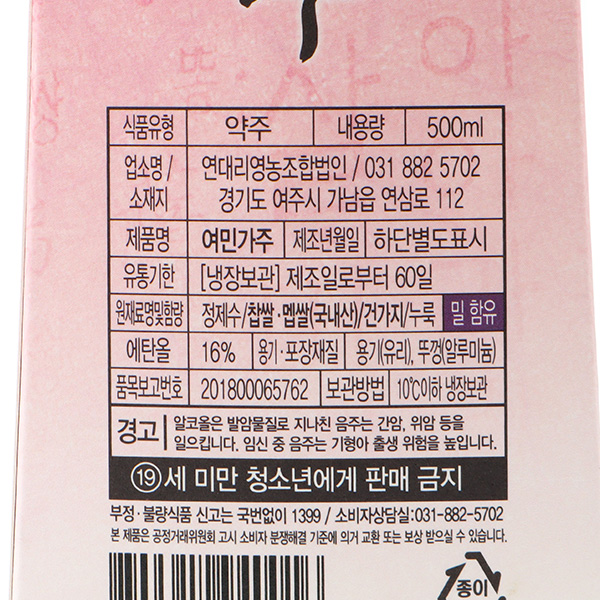 주
아
장 똥 사
식품유형 약주 내용량 500ml
업소명 / 연대리영농조합법인 / 031 882 5702
소재지 경기도 여주시 가남읍 연삼로 112
제품명 여민가주 제조년월일 하단별도표시
유통기한 [냉장보관] 제조일로부터 60일
원재료명및함량 정제수/찹쌀·멥쌀(국내산)/건가지/누룩 밀 함유
에탄올 16% 용기·포장재질 용기(유리), 뚜껑(알루미늄)
품목보고번호 201800065762 보관방법 10℃이하 냉장보관
경고 알코올은 발암물질로 지나친 음주는 간암, 위암 등을
일으킵니다. 임신 중 음주는 기형아 출생 위험을 높입니다.
19 세 미만 청소년에게 판매 금지
부정·불량식품 신고는 국번없이 1399 / 소비자상담실:031-882-5702
본 제품은 공정거래위원회 고시 소비자 분쟁해결 기준에 의거 교환 또는 보상 받으실 수 있습니다.
종이